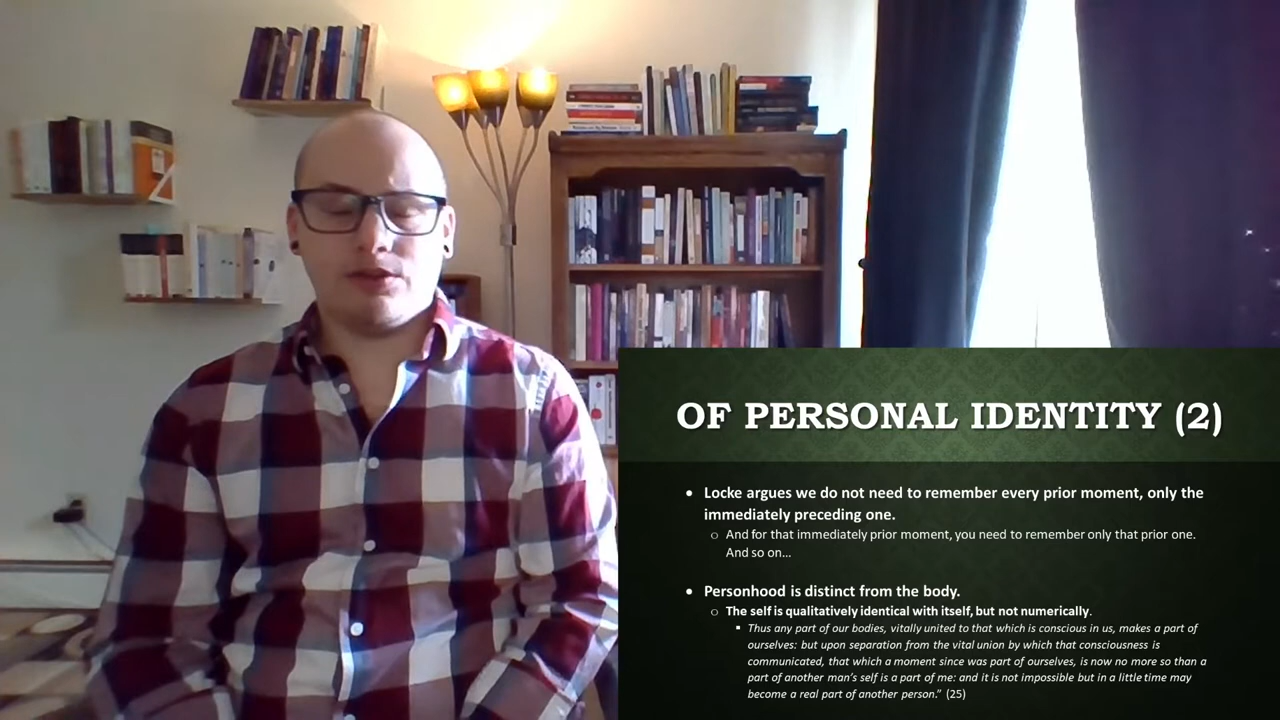 OF PERSONAL IDENTITY (2)
• Locke argues we do not need to remember every prior moment, only the
immediately preceding one.
○ And for that immediately prior moment, you need to remember only that prior one.
And so on...
• Personhood is distinct from the body.
○ The self is qualitatively identical with itself, but not numerically.
▪ Thus any part of our bodies, vitally united to that which is conscious in us, makes a part of
ourselves: but upon separation from the vital union by which that consciousness is
communicated, that which a moment since was part of ourselves, is now no more so than a
part of another man's self is a part of me: and it is not impossible but in a little time may
become a real part of another person." (25)